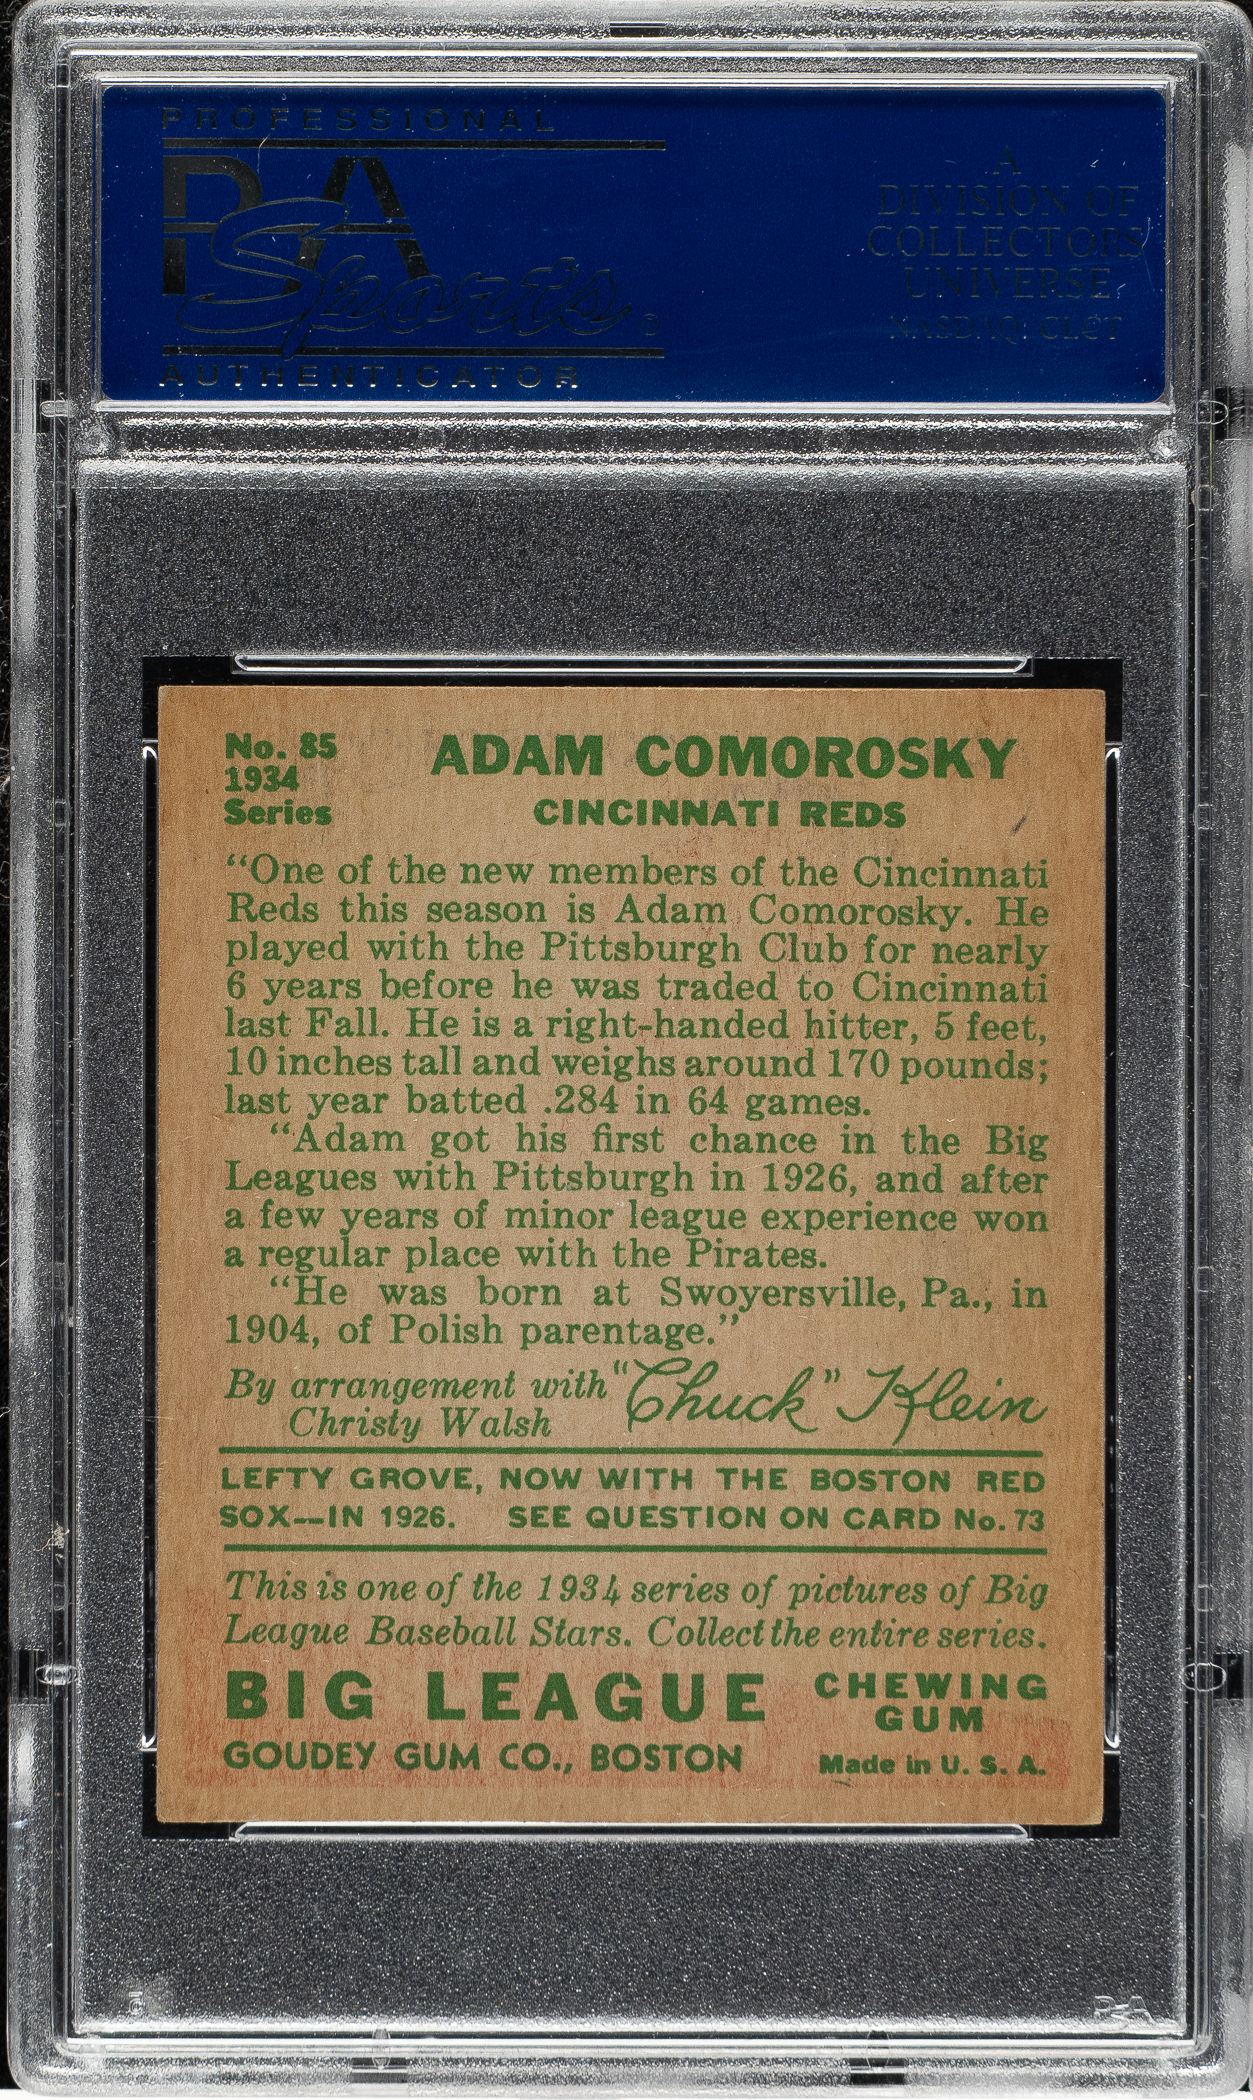 PROFESSIONAL
PSA
Sports
AUTHENTICATOR
A
DIVISION OF
COLLECTORS
UNIVERSE
NASDAQ: CLCT
No. 85
1934
Series
ADAM COMOROSKY
CINCINNATI REDS
“One of the new members of the Cincinnati
Reds this season is Adam Comorosky. He
played with the Pittsburgh Club for nearly
6 years before he was traded to Cincinnati
last Fall. He is a right-handed hitter, 5 feet,
10 inches tall and weighs around 170 pounds;
last year batted .284 in 64 games.
“Adam got his first chance in the Big
Leagues with Pittsburgh in 1926, and after
a few years of minor league experience won
a regular place with the Pirates.
“He was born at Swoyersville, Pa., in
1904, of Polish parentage.”
By arrangement with
Christy Walsh
“Chuck” Klein
LEFTY GROVE, NOW WITH THE BOSTON RED
SOX—IN 1926. SEE QUESTION ON CARD No. 73
This is one of the 1934 series of pictures of Big
League Baseball Stars. Collect the entire series.
BIG LEAGUE
CHEWING
GUM
GOUDEY GUM CO., BOSTON
Made in U. S. A.
PSA